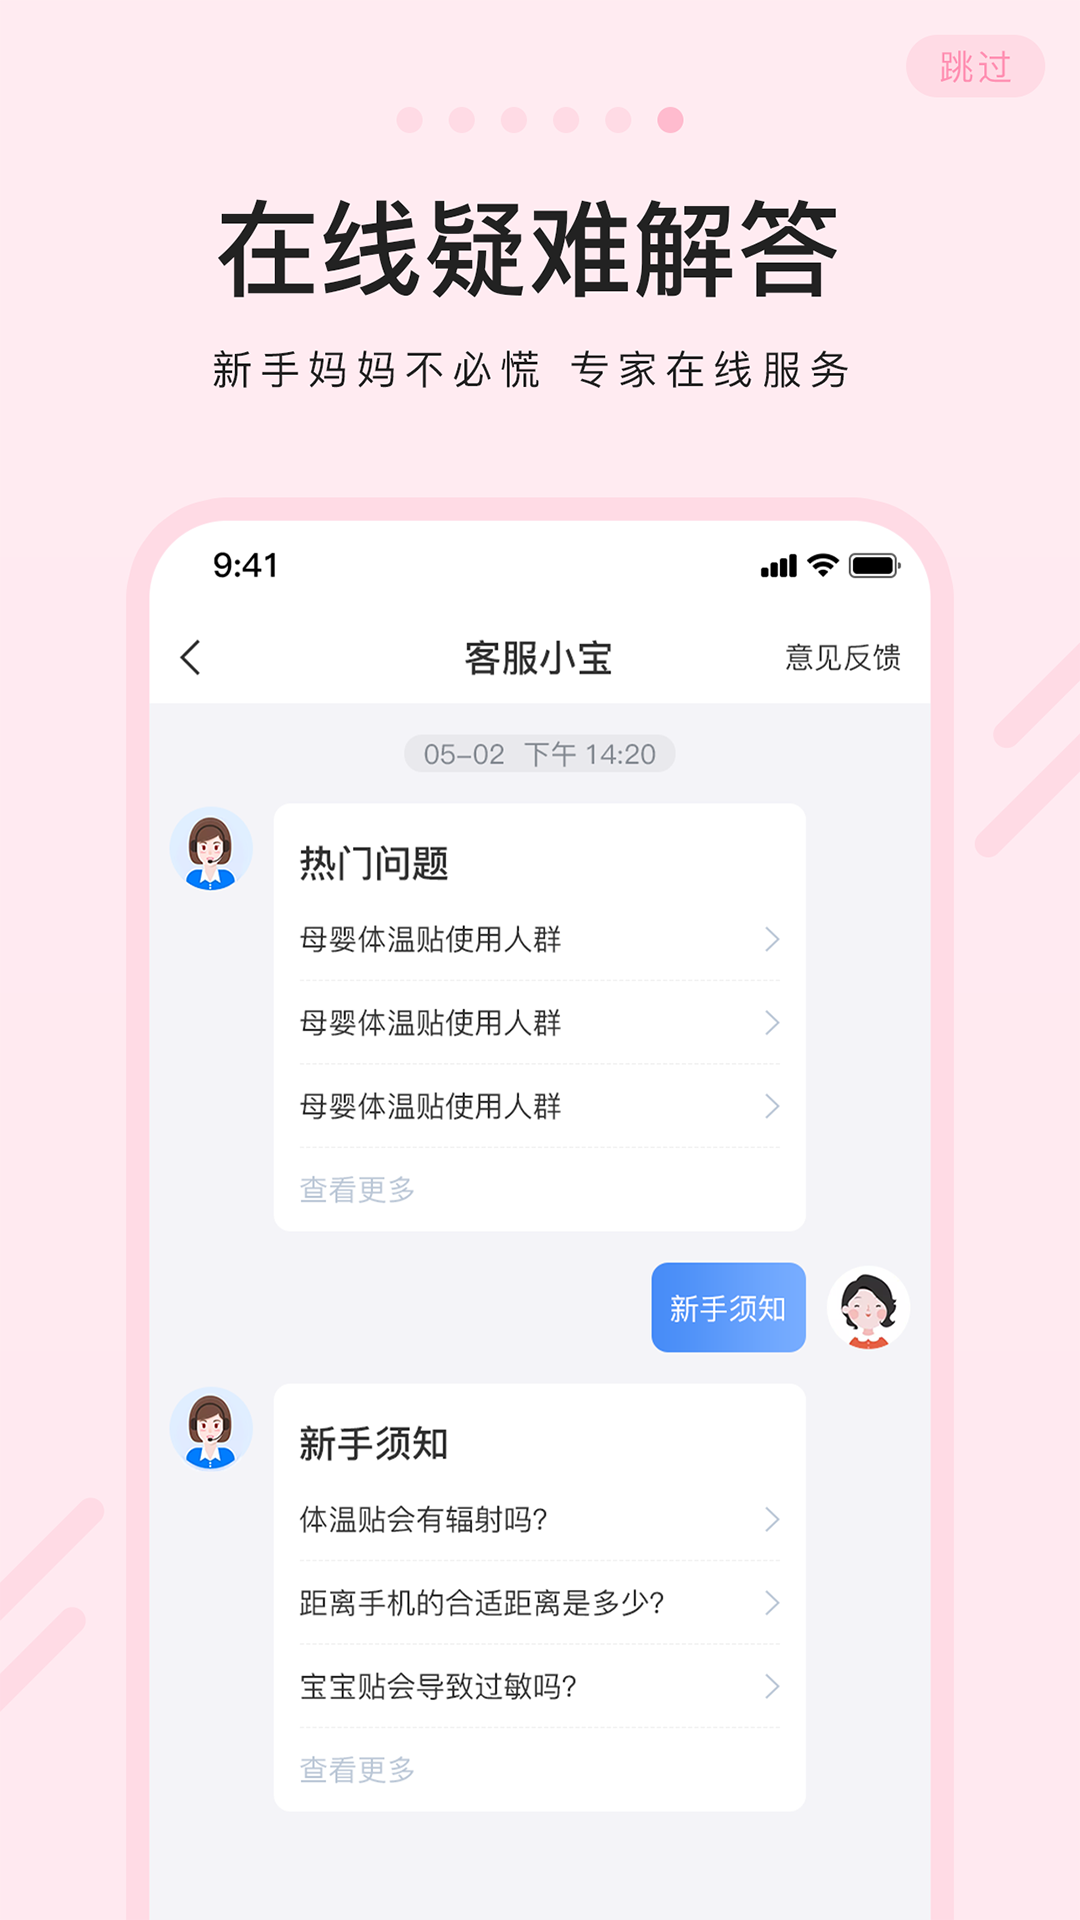 跳过
在线疑难解答
新手妈妈不必慌 专家在线服务
9:41
客服小宝
意见反馈
05-02 下午 14:20
热门问题
母婴体温贴使用人群
母婴体温贴使用人群
母婴体温贴使用人群
查看更多
新手须知
新手须知
体温贴会有辐射吗?
距离手机的合适距离是多少?
宝宝贴会导致过敏吗?
查看更多